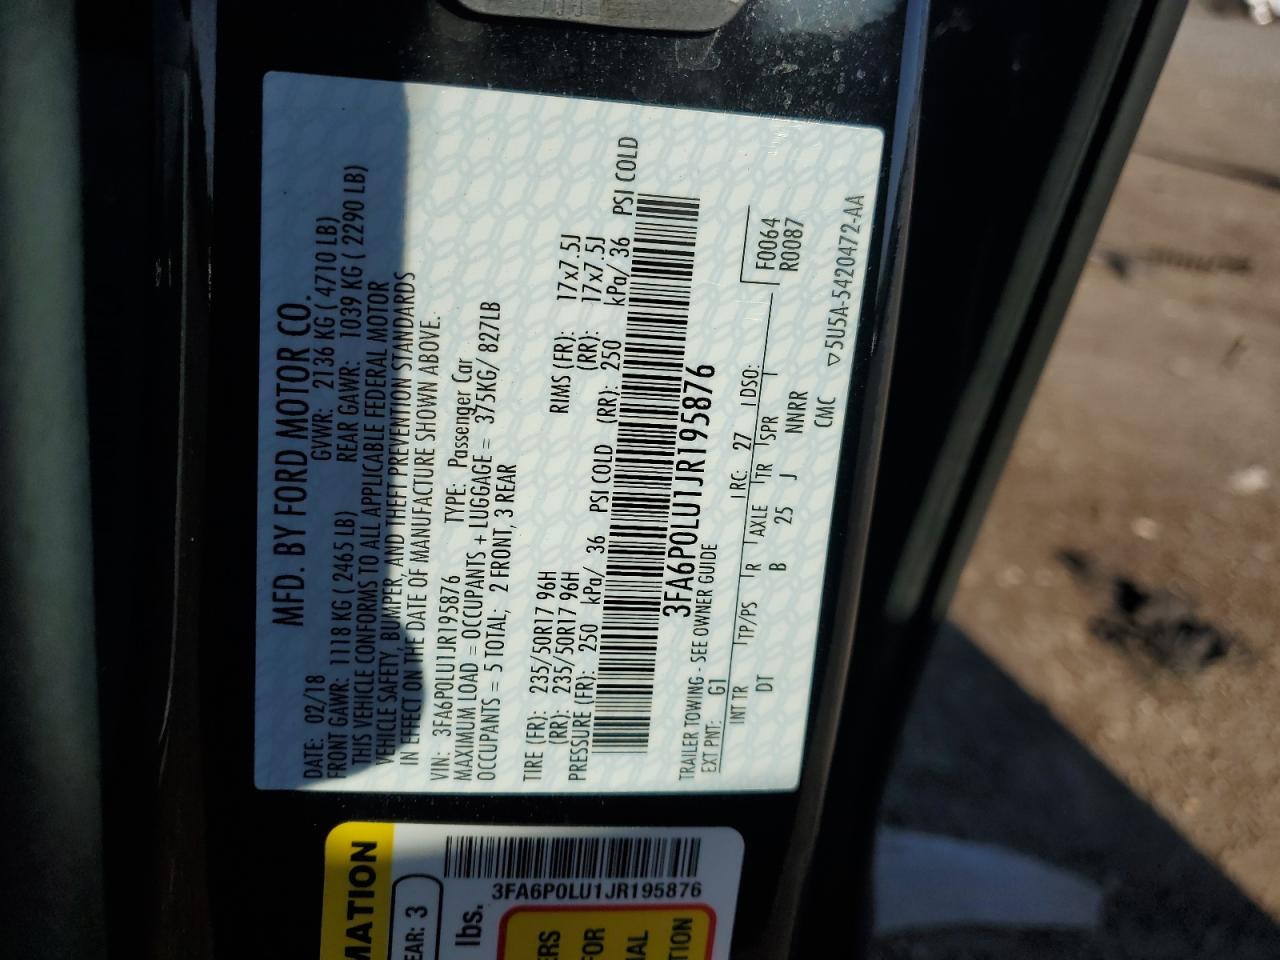 MFD. BY FORD MOTOR CO.
DATE: 02/18 GVWR: 2136 KG ( 4710 LB)
FRONT GAWR: 1118 KG ( 2465 LB) REAR GAWR: 1039 KG ( 2290 LB)
THIS VEHICLE CONFORMS TO ALL APPLICABLE FEDERAL MOTOR
VEHICLE SAFETY, BUMPER, AND THEFT PREVENTION STANDARDS
IN EFFECT ON THE DATE OF MANUFACTURE SHOWN ABOVE.
VIN: 3FA6P0LU1JR195876 TYPE: Passenger Car
MAXIMUM LOAD = OCCUPANTS + LUGGAGE = 375KG/ 827LB
OCCUPANTS = 5 TOTAL; 2 FRONT, 3 REAR
TIRE (FR): 235/50R17 96H RIMS (FR): 17x7.5J
(RR): 235/50R17 96H (RR): 17x7.5J
PRESSURE (FR): 250 kPa/ 36 PSI COLD (RR): 250 kPa/ 36 PSI COLD
3FA6P0LU1JR195876
TRAILER TOWING - SEE OWNER GUIDE
EXT PNT: G1 RC: 27 DSO: F0064
R0087
INT TR TP/PS R AXLE TR SPR
DT B 25 J NNRR
CMC
▽5U5A-5420472-AA
MATION
EAR: 3
lbs.
3FA6P0LU1JR195876
ERS
FOR
NAL
TION